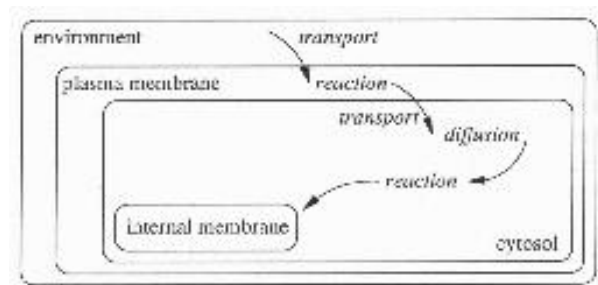 environment transport
plasma membrane reaction
transport
diffusion
reaction
internal membrane
cytosol